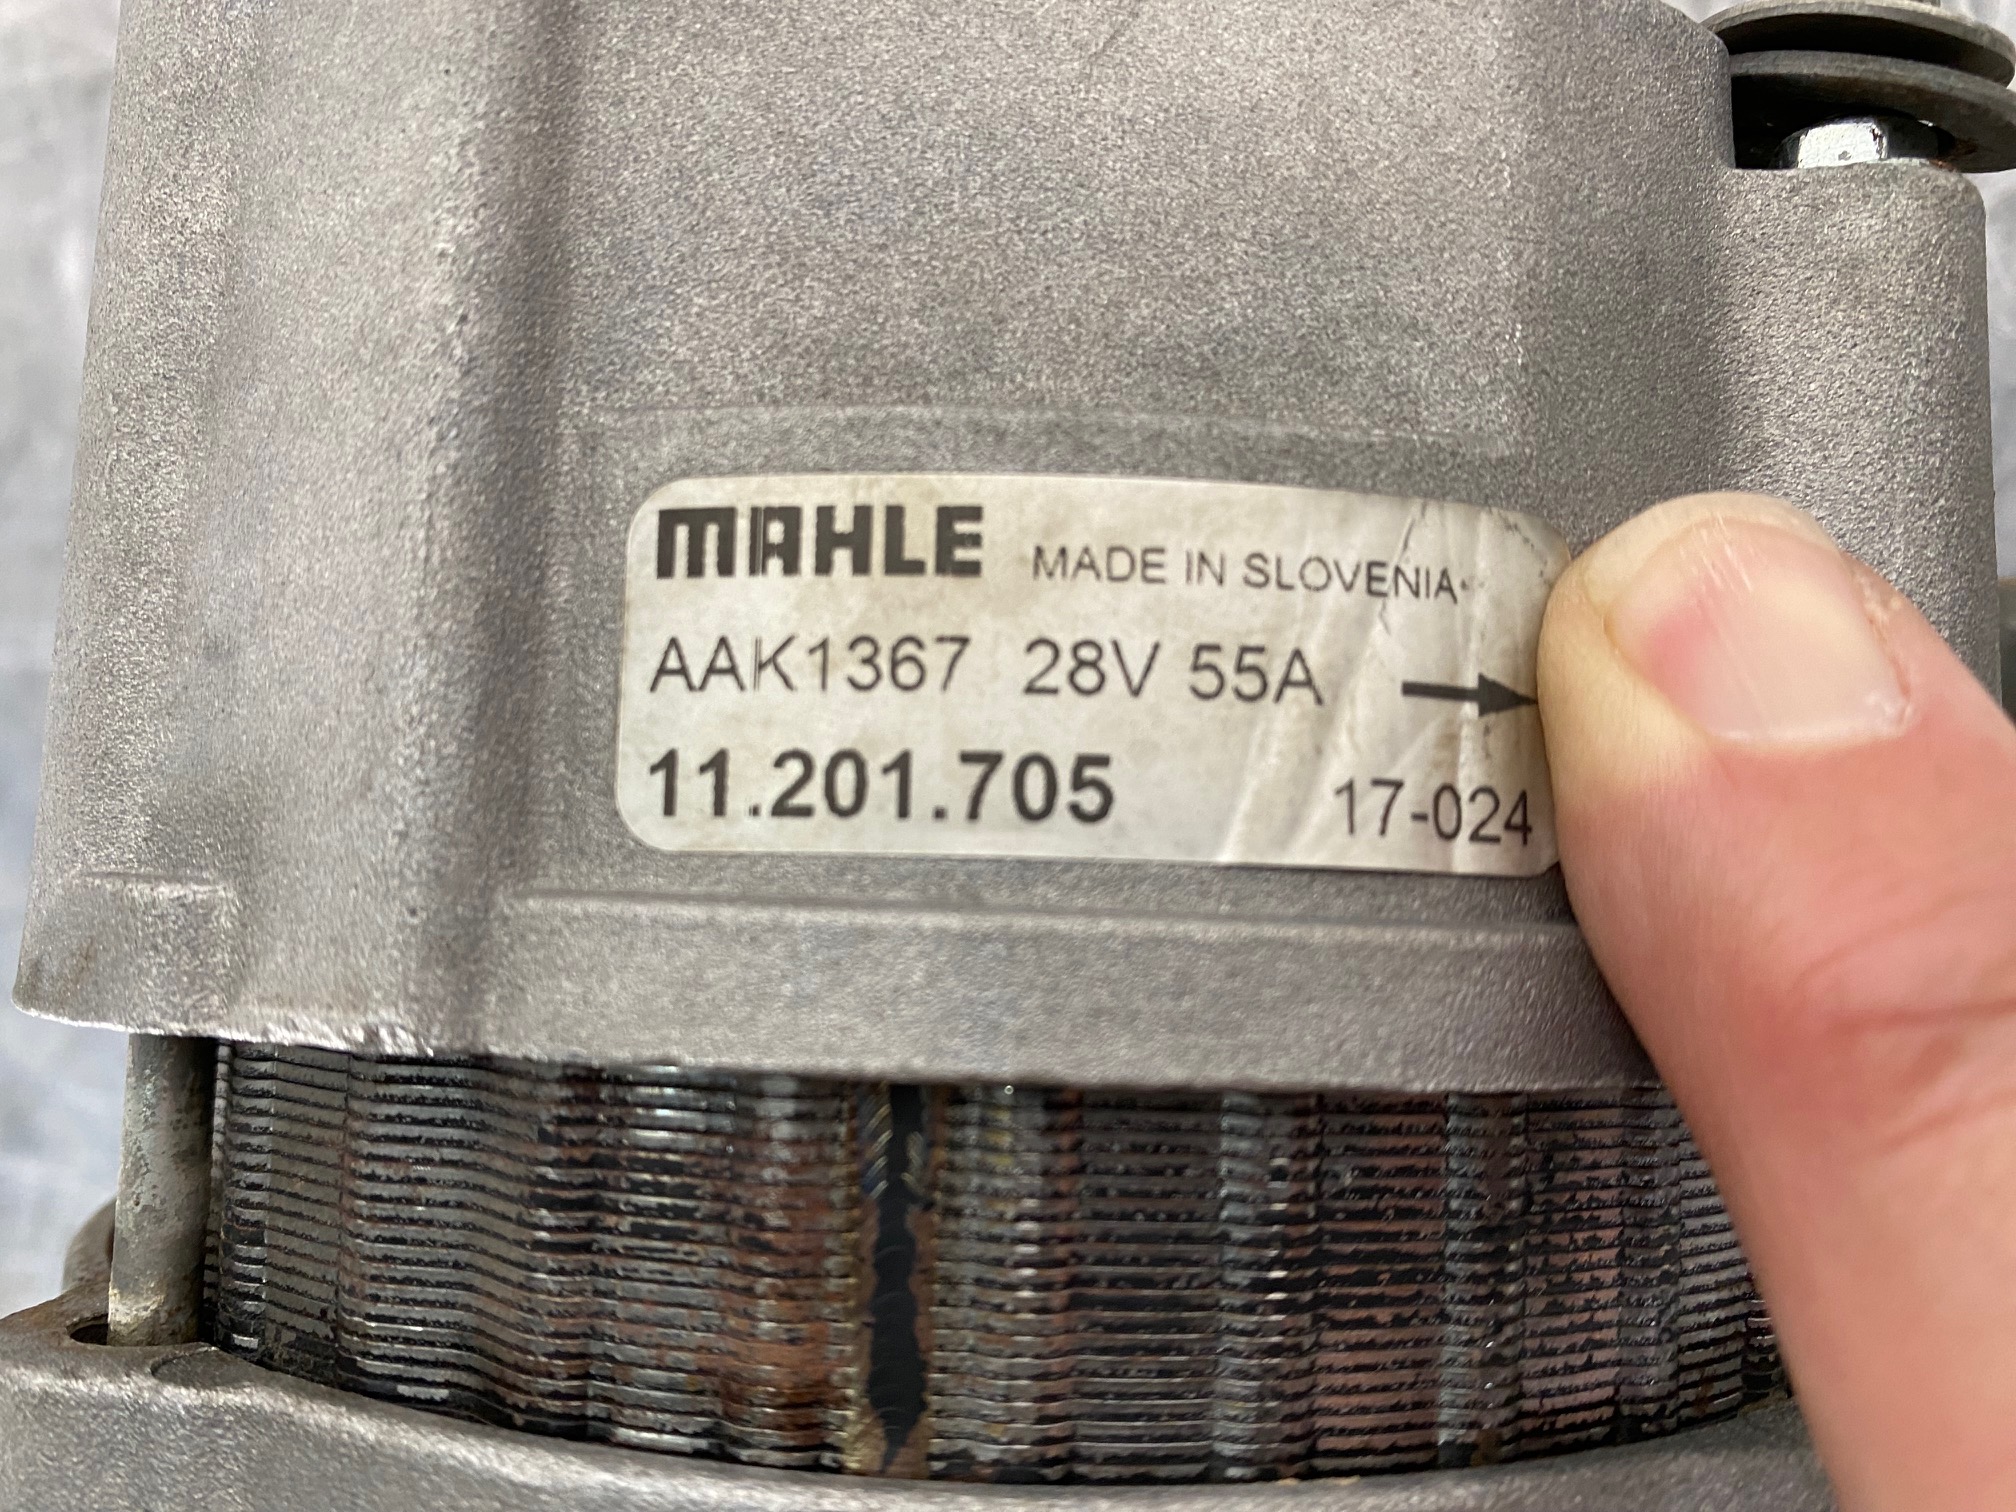 MAHLE MADE IN SLOVENIA
AAK1367 28V 55A
11.201.705 17-024